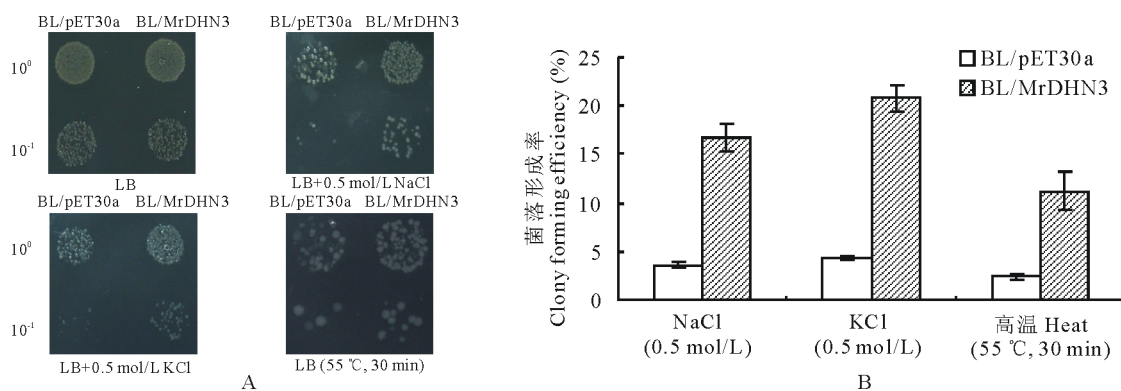 BL/pET30a BL/MrDHN3
10⁰
10⁻¹
LB
BL/pET30a BL/MrDHN3
LB+0.5 mol/L NaCl
BL/pET30a BL/MrDHN3
10⁰
10⁻¹
LB+0.5 mol/L KCl
BL/pET30a BL/MrDHN3
LB (55 ℃, 30 min)
A
菌落形成率
Clony forming efficiency (%)
25
20
15
10
5
0
BL/pET30a
BL/MrDHN3
NaCl
(0.5 mol/L)
KCl
(0.5 mol/L)
高温 Heat
(55 ℃, 30 min)
B